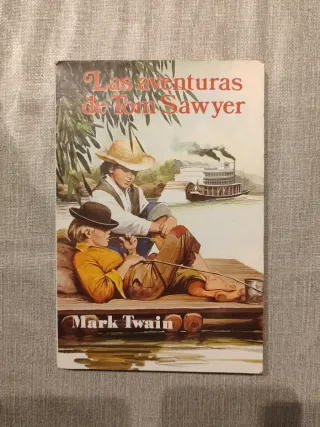 Las aventuras
de Tom Sawyer
Mark Twain